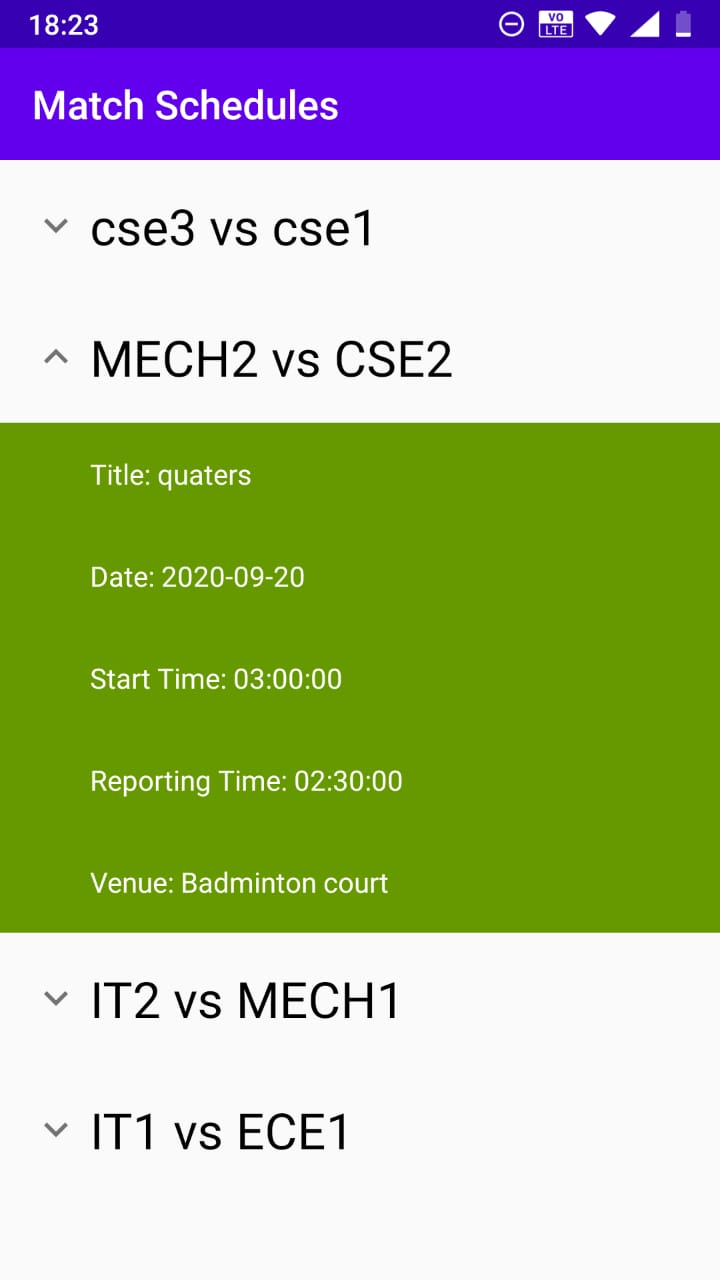 18:23
VO
LTE
Match Schedules
cse3 vs cse1
MECH2 vs CSE2
Title: quaters
Date: 2020-09-20
Start Time: 03:00:00
Reporting Time: 02:30:00
Venue: Badminton court
IT2 vs MECH1
IT1 vs ECE1